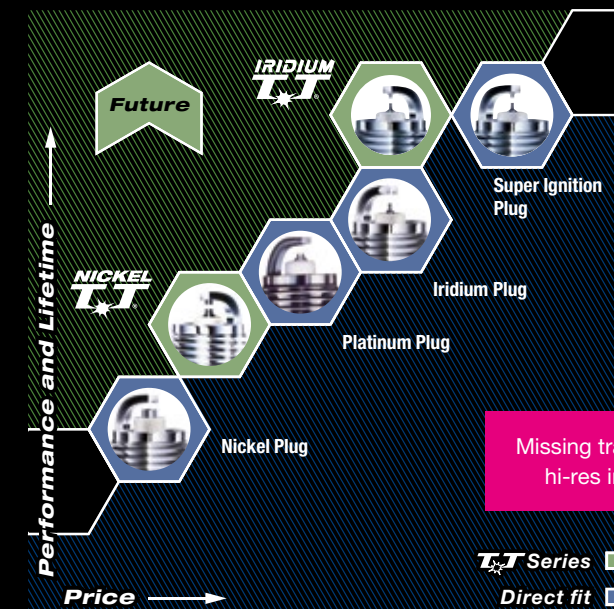 IRIDIUM
TT
Future
Super Ignition
Plug
Iridium Plug
NICKEL
TT
Platinum Plug
Nickel Plug
Performance and Lifetime
Missing tra
hi-res i
TT Series
Direct fit
Price